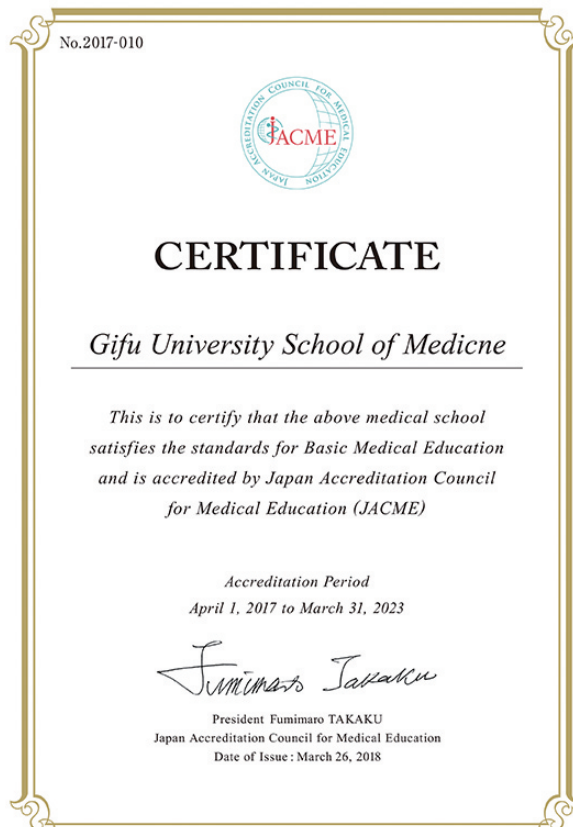 No.2017-010
JAPAN ACCREDITATION COUNCIL FOR MEDICAL EDUCATION
JACME
CERTIFICATE
Gifu University School of Medicne
This is to certify that the above medical school
satisfies the standards for Basic Medical Education
and is accredited by Japan Accreditation Council
for Medical Education (JACME)
Accreditation Period
April 1, 2017 to March 31, 2023
Fumimaro Takaku
President Fumimaro TAKAKU
Japan Accreditation Council for Medical Education
Date of Issue : March 26, 2018